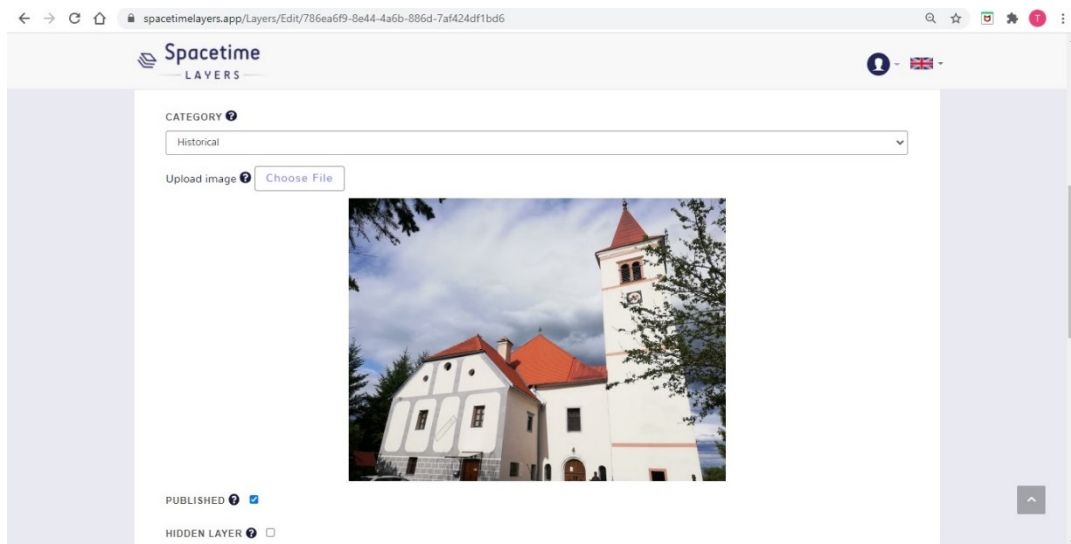 spacetimelayers.app/Layers/Edit/786ea6f9-8e44-4a6b-886d-7af424df1bd6
T
Spacetime
LAYERS
CATEGORY ?
Historical
Upload image ? Choose File
PUBLISHED ?
HIDDEN LAYER ?